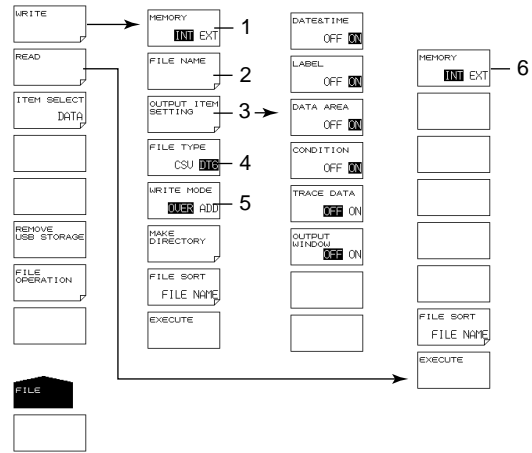 WRITE
READ
ITEM SELECT
DATA
REMOVE
USB STORAGE
FILE
OPERATION
FILE
MEMORY
INT EXT
1
FILE NAME
2
OUTPUT ITEM
SETTING
3
FILE TYPE
CSV DT6
4
WRITE MODE
OVER ADD
5
MAKE
DIRECTORY
FILE SORT
FILE NAME
EXECUTE
DATE&TIME
OFF ON
LABEL
OFF ON
DATA AREA
OFF ON
CONDITION
OFF ON
TRACE DATA
OFF ON
OUTPUT
WINDOW
OFF ON
MEMORY
INT EXT
6
FILE SORT
FILE NAME
EXECUTE